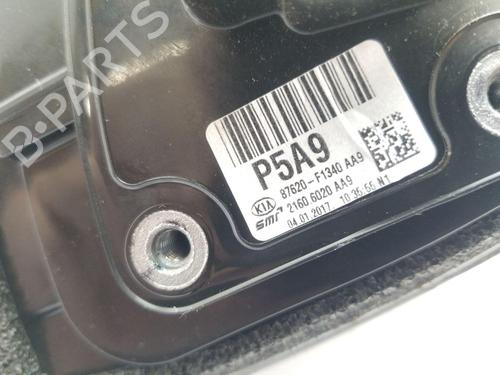 P5A9
87620-F1340 AA9
KIA
2160 6020 AA9
smr
04.01.2017 10:35:55 N1
B-PARTS